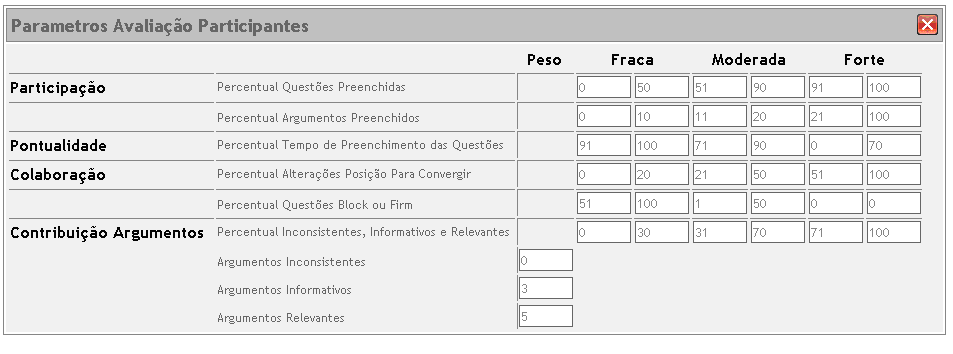 Parametros Avaliação Participantes
Peso Fraca Moderada Forte
Participação Percentual Questões Preenchidas 0 50 51 90 91 100
Percentual Argumentos Preenchidos 0 10 11 20 21 100
Pontualidade Percentual Tempo de Preenchimento das Questões 91 100 71 90 0 70
Colaboração Percentual Alterações Posição Para Convergir 0 20 21 50 51 100
Percentual Questões Block ou Firm 51 100 1 50 0 0
Contribuição Argumentos Percentual Inconsistentes, Informativos e Relevantes 0 30 31 70 71 100
Argumentos Inconsistentes 0
Argumentos Informativos 3
Argumentos Relevantes 5